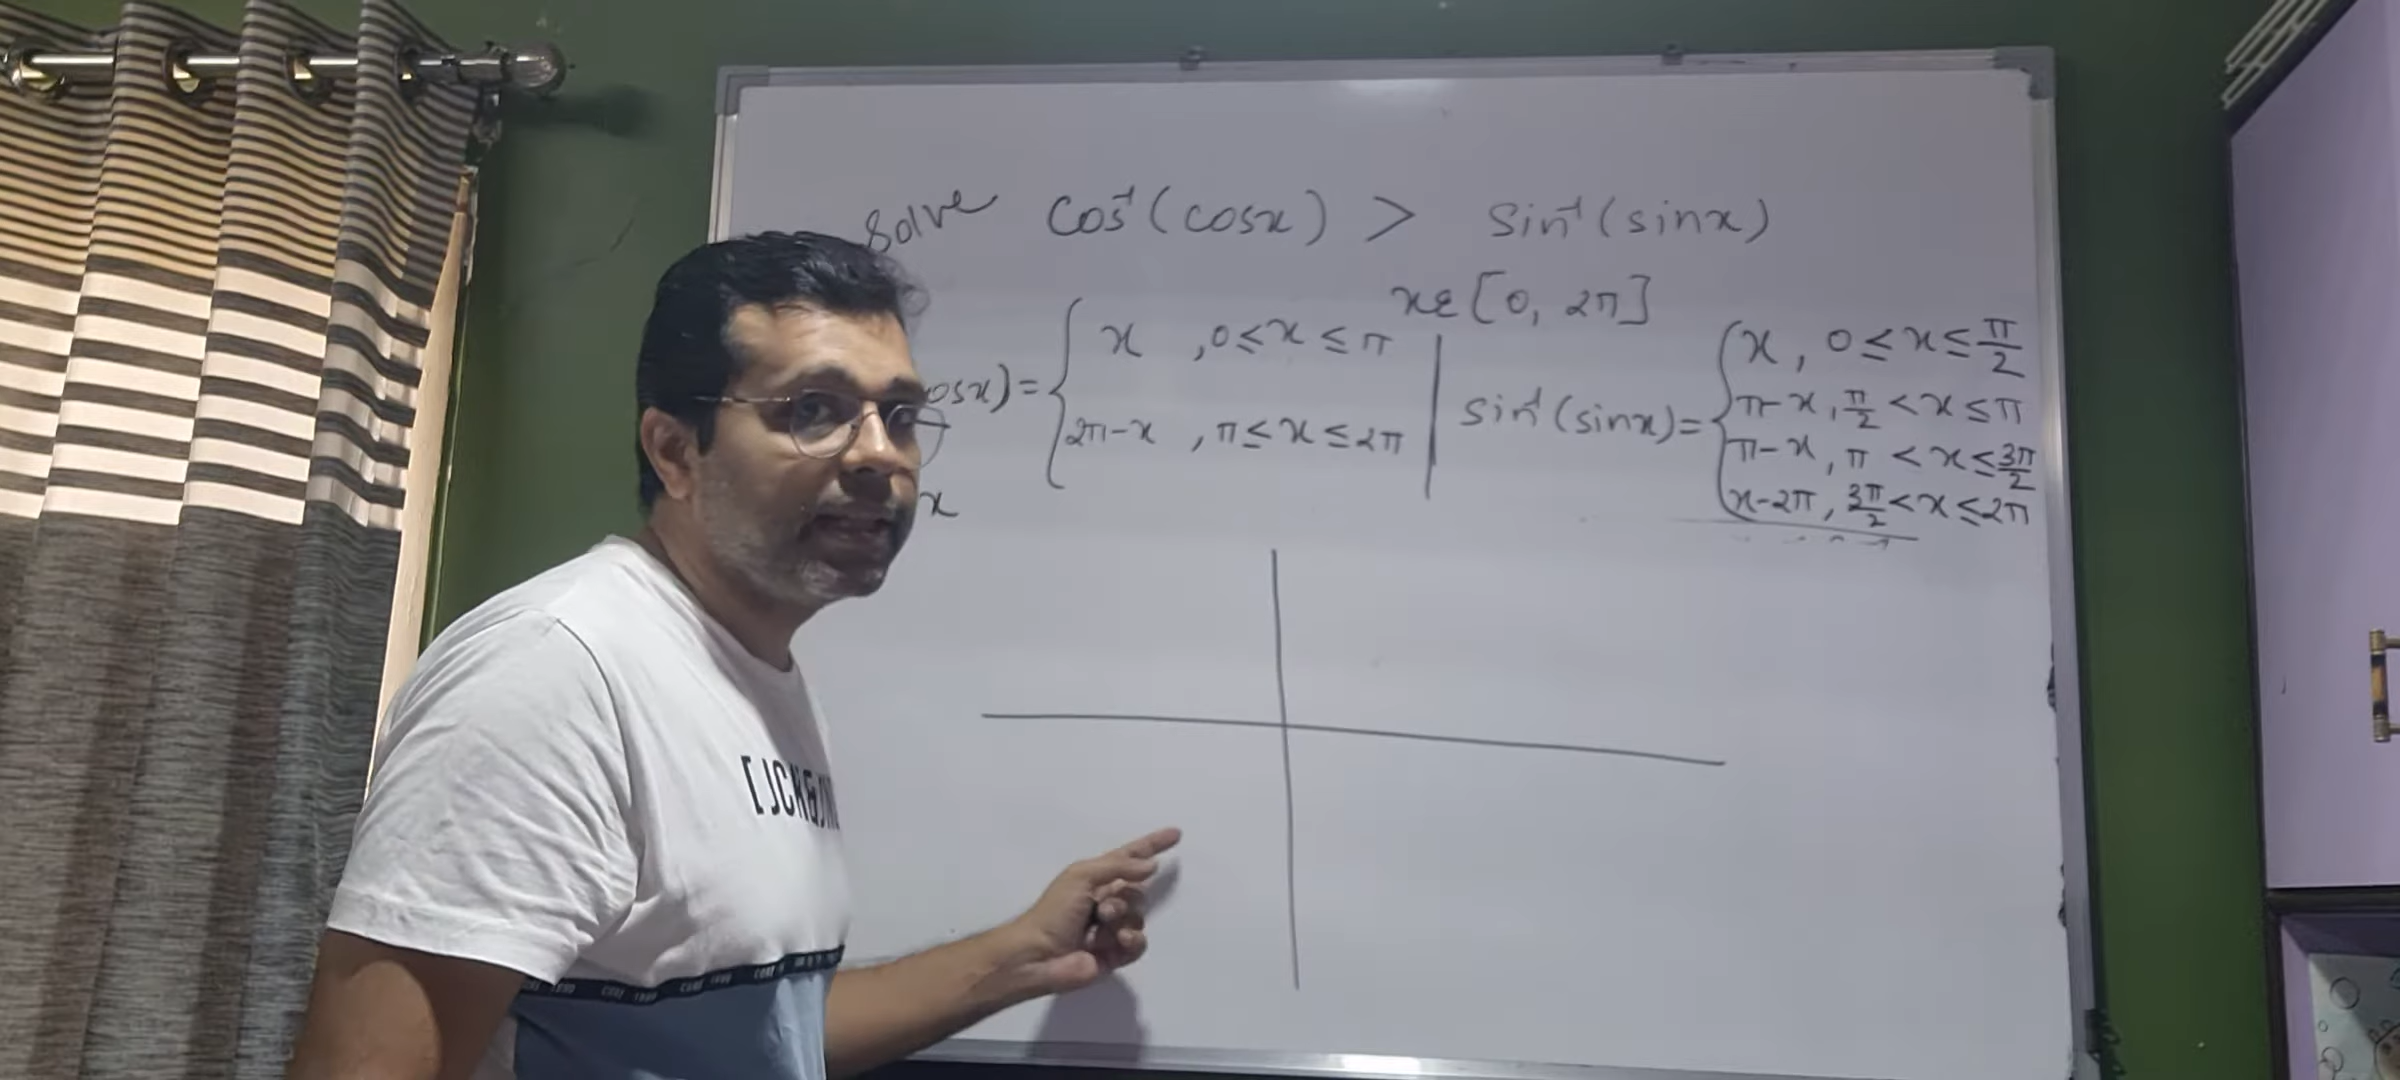 Solve cos⁻¹(cosx) > sin⁻¹(sinx)
x∈[0, 2π]
osx) = { x , 0≤x≤π
2π-x , π≤x≤2π
x
sin⁻¹(sinx) = { x, 0≤x≤π/2
π-x, π/2<x≤π
π-x, π<x≤3π/2
x-2π, 3π/2<x≤2π